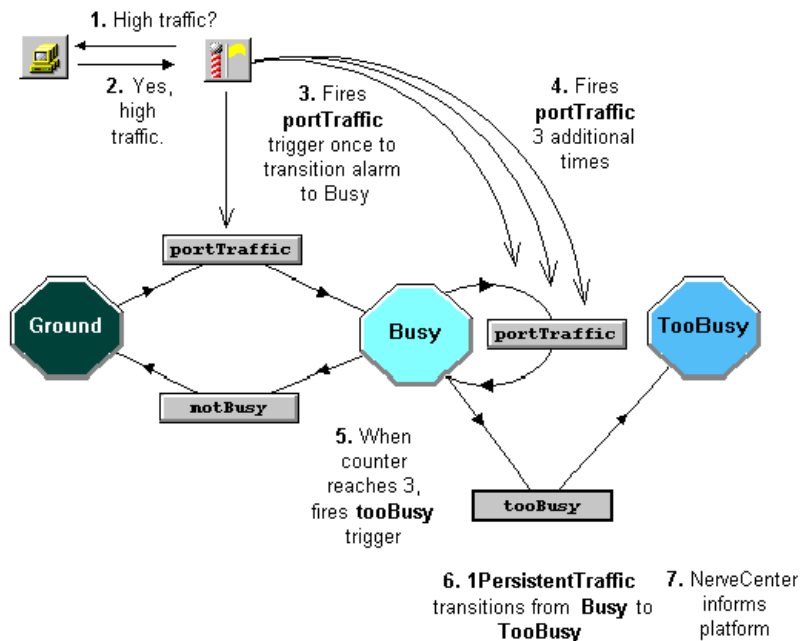 1. High traffic?
2. Yes,
high
traffic.
3. Fires
portTraffic
trigger once to
transition alarm
to Busy
4. Fires
portTraffic
3 additional
times
portTraffic
Ground
Busy
portTraffic
TooBusy
notBusy
5. When
counter
reaches 3,
fires tooBusy
trigger
tooBusy
6. 1PersistentTraffic
transitions from Busy to
TooBusy
7. NerveCenter
informs
platform